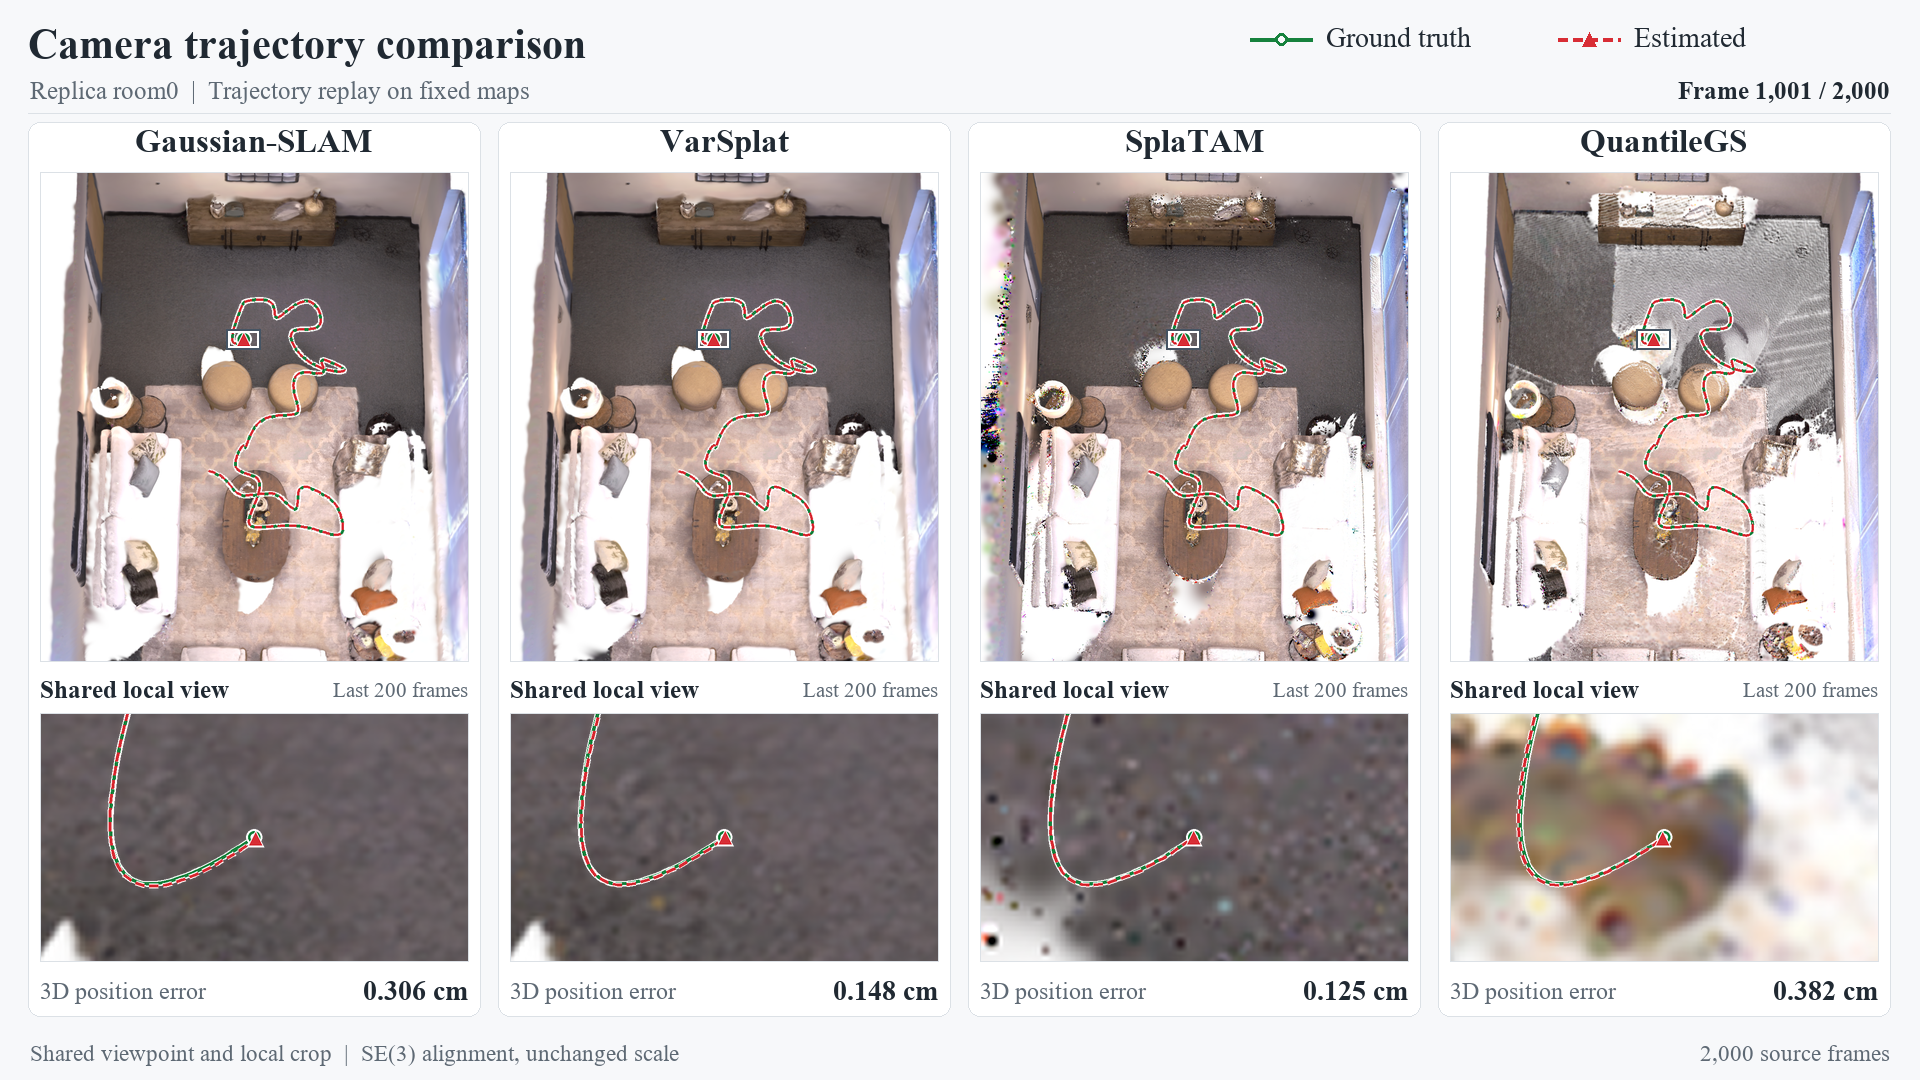 Camera trajectory comparison
Ground truth
Estimated
Replica room0 | Trajectory replay on fixed maps
Frame 1,001 / 2,000
Gaussian-SLAM
VarSplat
SplaTAM
QuantileGS
Shared local view
Last 200 frames
Shared local view
Last 200 frames
Shared local view
Last 200 frames
Shared local view
Last 200 frames
3D position error
0.306 cm
3D position error
0.148 cm
3D position error
0.125 cm
3D position error
0.382 cm
Shared viewpoint and local crop | SE(3) alignment, unchanged scale
2,000 source frames